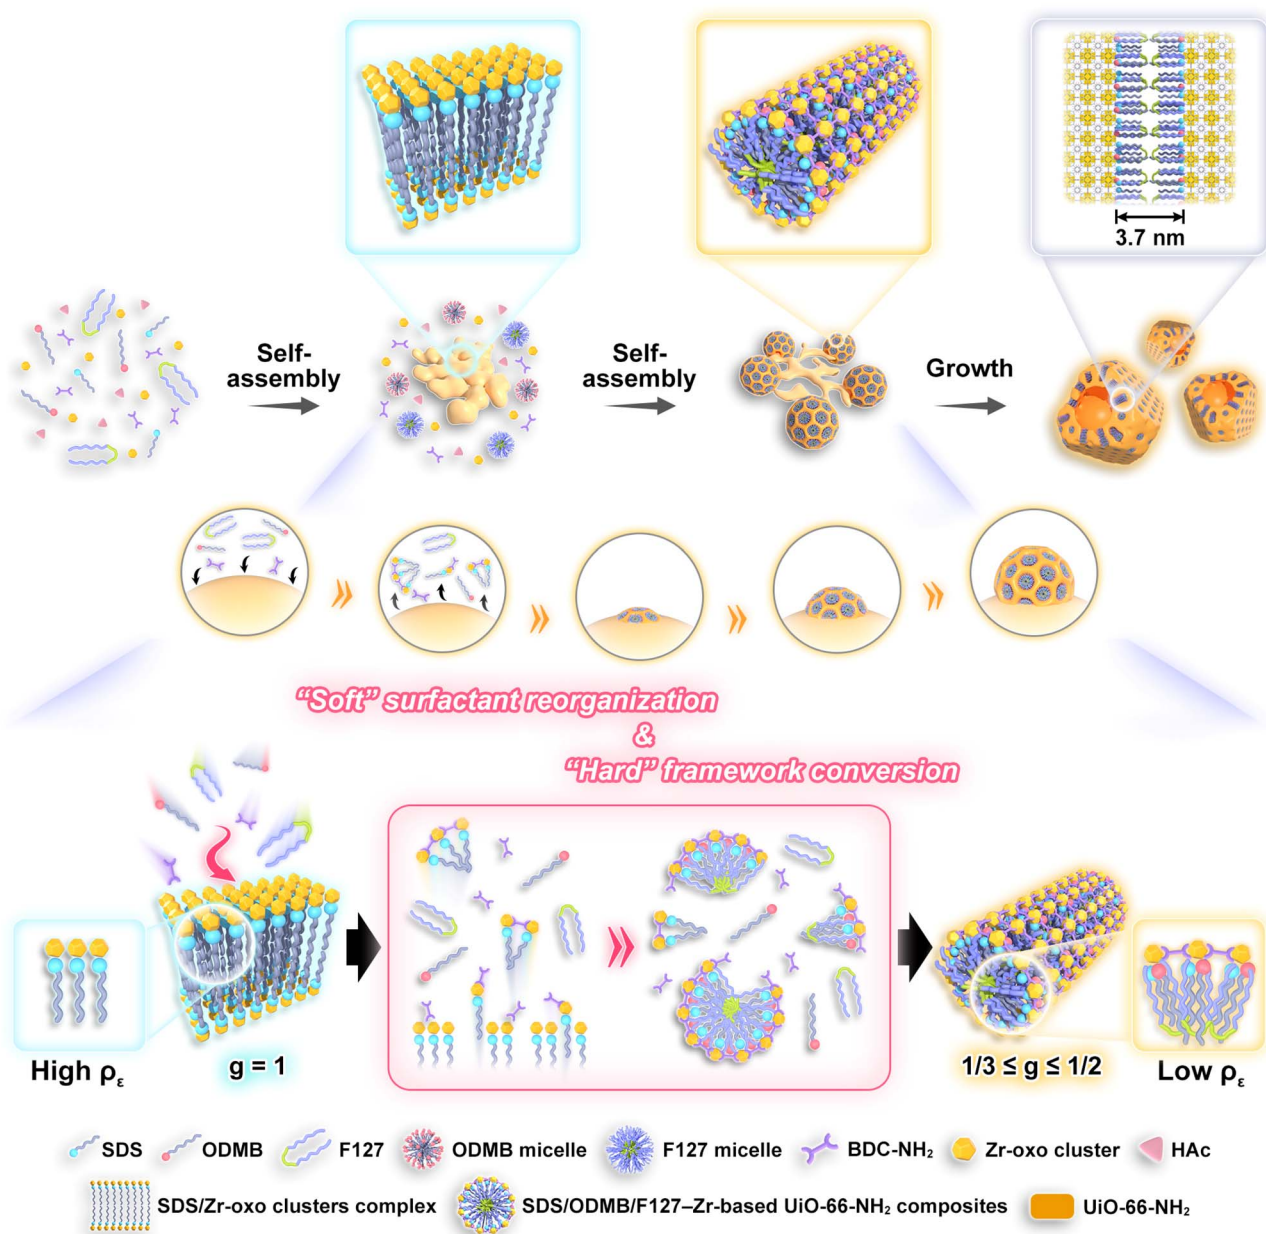 3.7 nm
Self-
assembly
Self-
assembly
Growth
“Soft” surfactant reorganization
&
“Hard” framework conversion
High ρε
g = 1
1/3 ≤ g ≤ 1/2
Low ρε
SDS
ODMB
F127
ODMB micelle
F127 micelle
BDC-NH₂
Zr-oxo cluster
HAc
SDS/Zr-oxo clusters complex
SDS/ODMB/F127–Zr-based UiO-66-NH₂ composites
UiO-66-NH₂